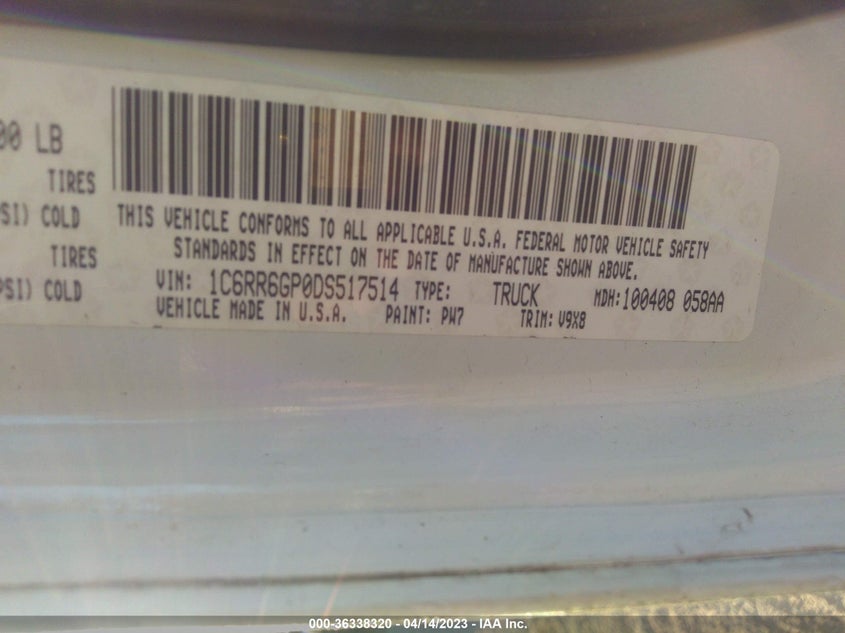 00 LB
TIRES
PSI) COLD
THIS VEHICLE CONFORMS TO ALL APPLICABLE U.S.A. FEDERAL MOTOR VEHICLE SAFETY
STANDARDS IN EFFECT ON THE DATE OF MANUFACTURE SHOWN ABOVE.
TIRES
PSI) COLD
VIN: 1C6RR6GP0DS517514 TYPE: TRUCK MDH:100408 058AA
VEHICLE MADE IN U.S.A. PAINT: PW7 TRIM: V9X8
000-36338320 - 04/14/2023 - IAA Inc.